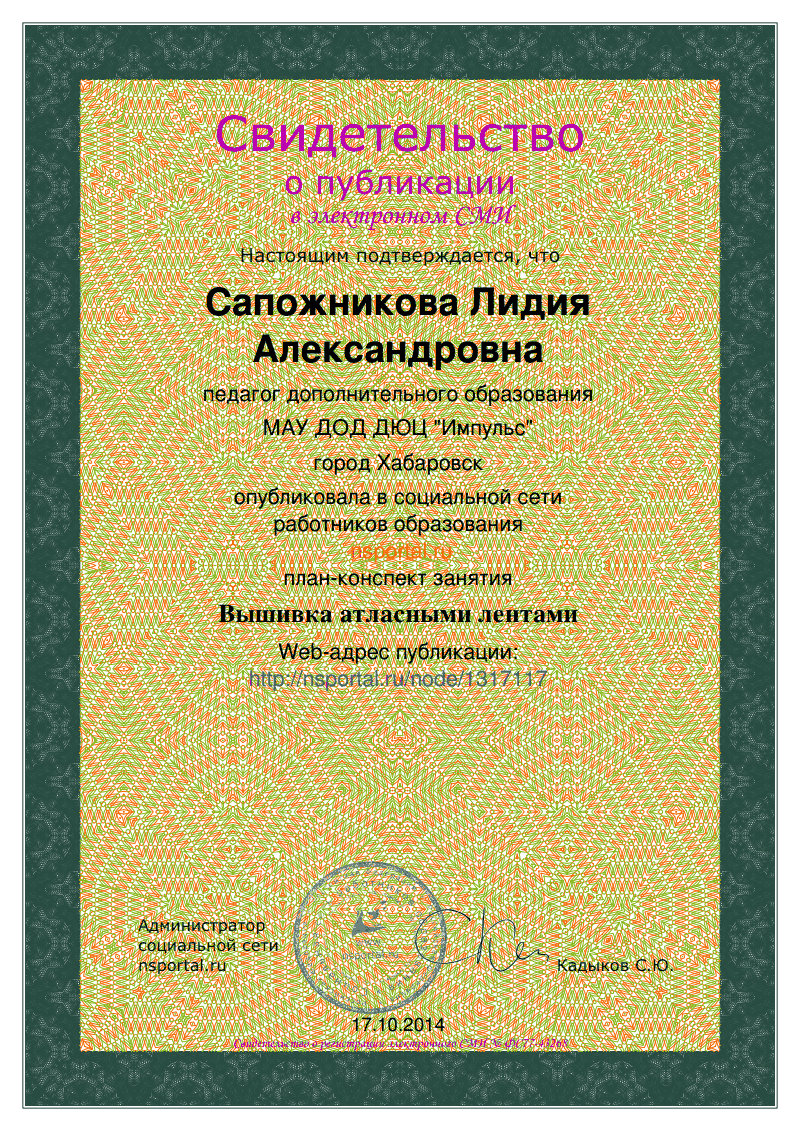 Свидетельство
о публикации
в электронном СМИ
Настоящим подтверждается, что
Сапожникова Лидия
Александровна
педагог дополнительного образования
МАУ ДОД ДЮЦ "Импульс"
город Хабаровск
опубликовала в социальной сети
работников образования
nsportal.ru
план-конспект занятия
Вышивка атласными лентами
Web-адрес публикации:
http://nsportal.ru/node/1317117
Администратор
социальной сети
nsportal.ru
Кадыков С.Ю.
17.10.2014
Свидетельство о регистрации электронного СМИ № ФС77-43268